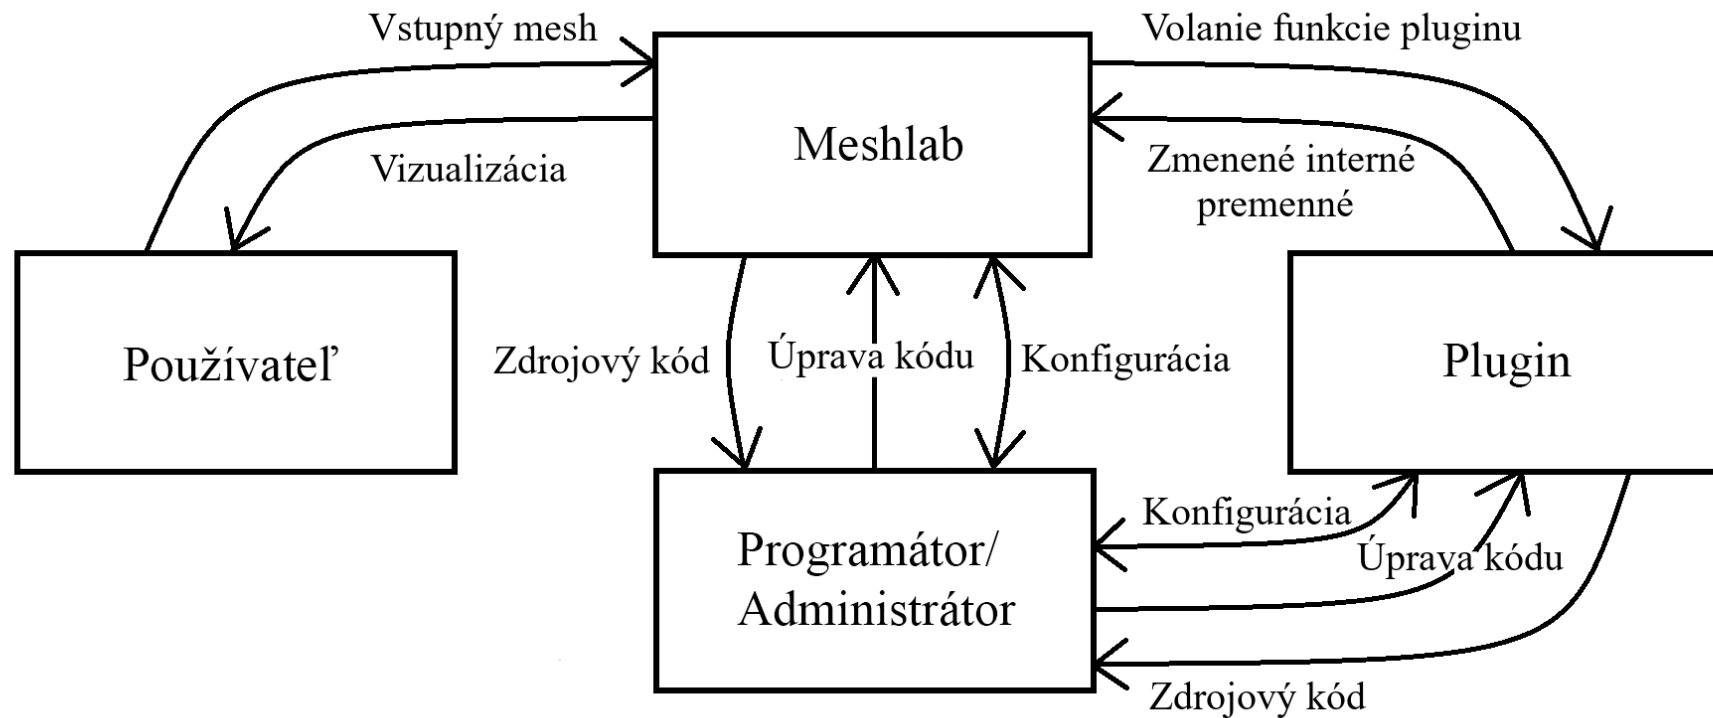 Vstupný mesh
Volanie funkcie pluginu
Meshlab
Vizualizácia
Zmenené interné
premenné
Používateľ
Zdrojový kód
Úprava kódu
Konfigurácia
Plugin
Konfigurácia
Programátor/
Administrátor
Úprava kódu
Zdrojový kód